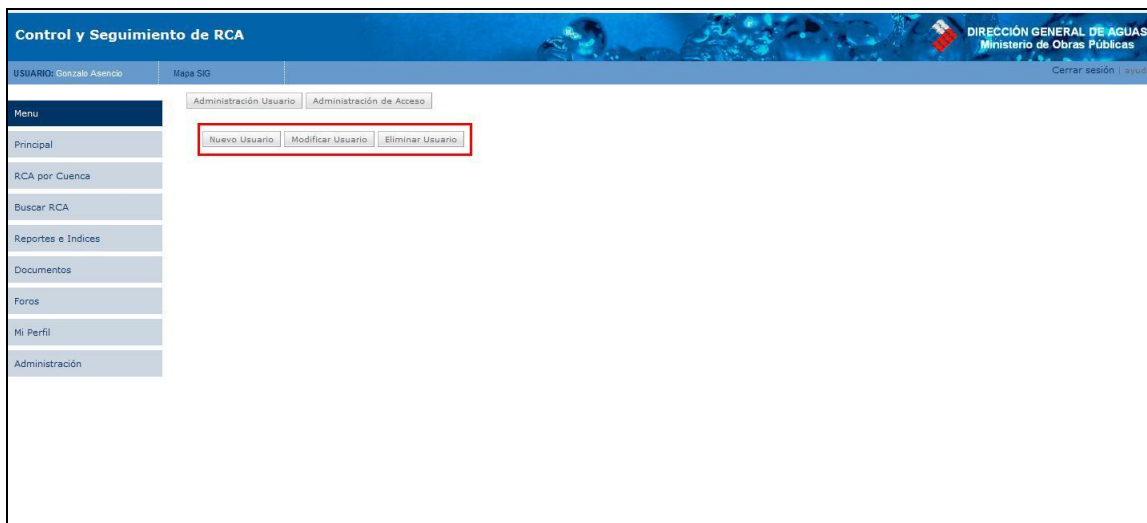 Control y Seguimiento de RCA
DIRECCIÓN GENERAL DE AGUAS
Ministerio de Obras Públicas
USUARIO: Gonzalo Asencio
Mapa SIG
Cerrar sesión | ayud
Administración Usuario
Administración de Acceso
Menu
Nuevo Usuario
Modificar Usuario
Eliminar Usuario
Principal
RCA por Cuenca
Buscar RCA
Reportes e Indices
Documentos
Foros
Mi Perfil
Administración